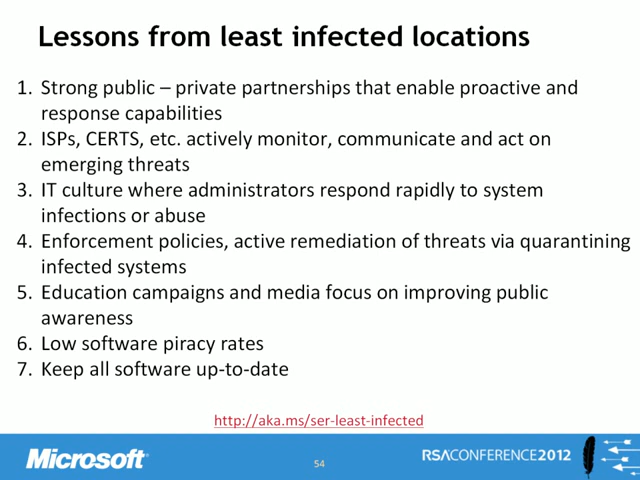 Lessons from least infected locations
1. Strong public – private partnerships that enable proactive and
response capabilities
2. ISPs, CERTS, etc. actively monitor, communicate and act on
emerging threats
3. IT culture where administrators respond rapidly to system
infections or abuse
4. Enforcement policies, active remediation of threats via quarantining
infected systems
5. Education campaigns and media focus on improving public
awareness
6. Low software piracy rates
7. Keep all software up-to-date
http://aka.ms/ser-least-infected
Microsoft
54
RSACONFERENCE2012